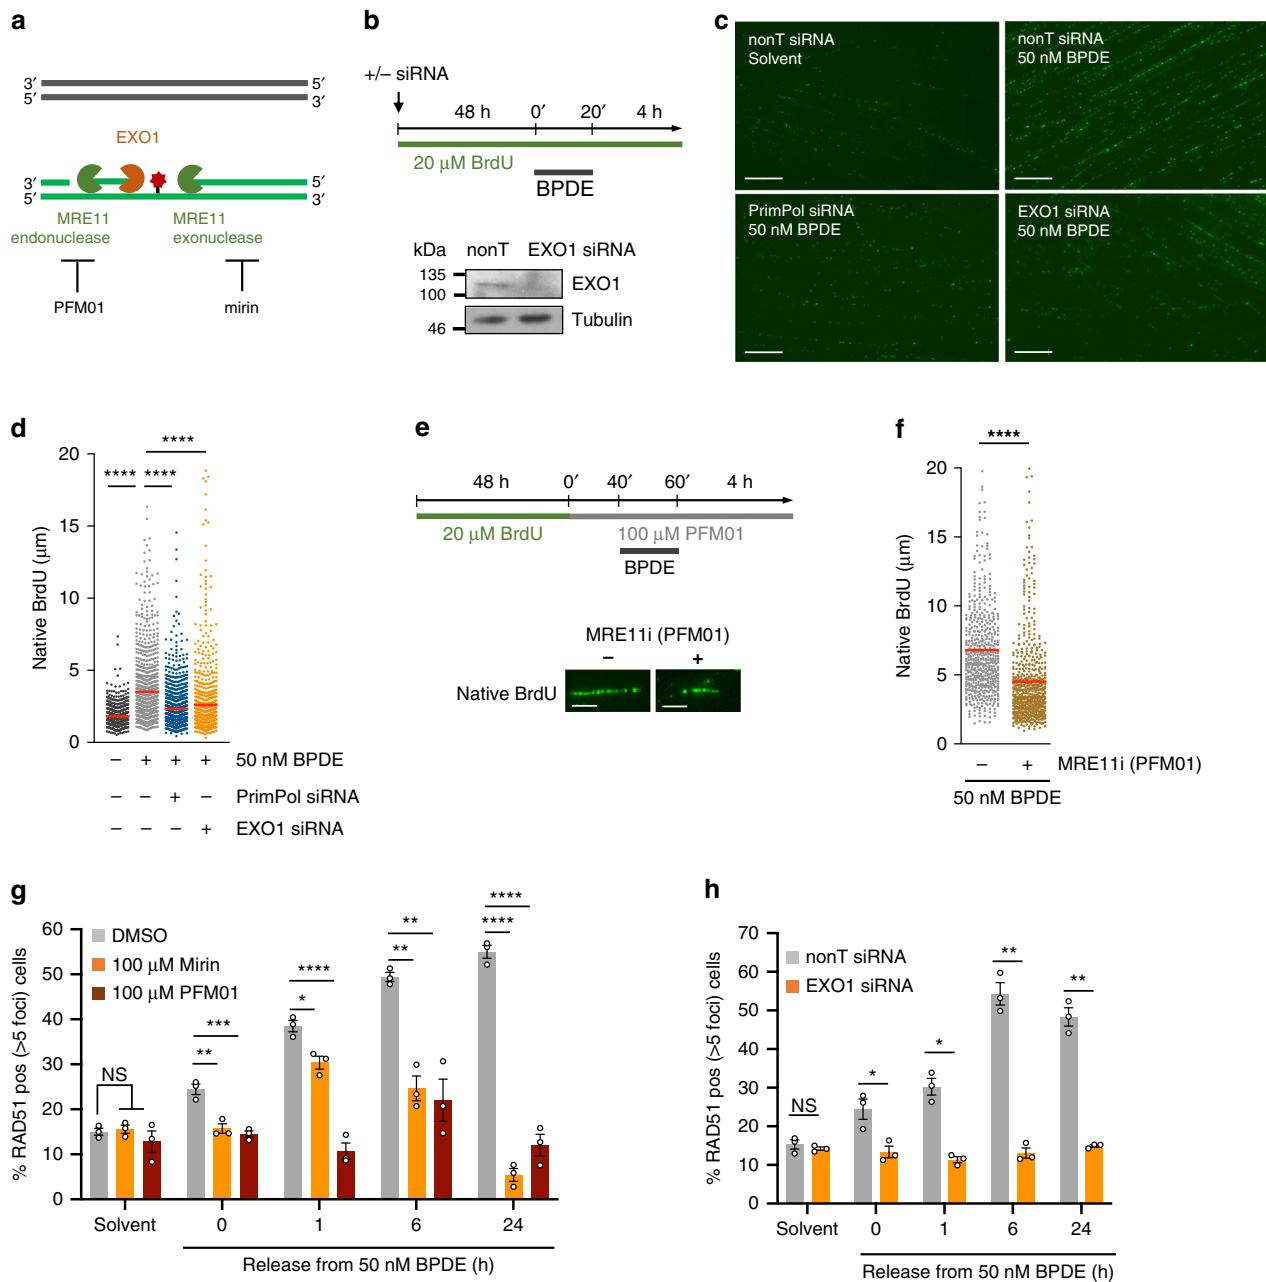 a
3′ 5′
5′ 3′
EXO1
3′ 5′
5′ 3′
MRE11 endonuclease
MRE11 exonuclease
PFM01
mirin
b
+/– siRNA
48 h 0′ 20′ 4 h
20 μM BrdU
BPDE
kDa nonT EXO1 siRNA
135
100
EXO1
46
Tubulin
c
nonT siRNA
Solvent
nonT siRNA
50 nM BPDE
PrimPol siRNA
50 nM BPDE
EXO1 siRNA
50 nM BPDE
d
****
**** ****
Native BrdU (μm)
20
15
10
5
0
– + + + 50 nM BPDE
– – + – PrimPol siRNA
– – – + EXO1 siRNA
e
48 h 0′ 40′ 60′ 4 h
20 μM BrdU
100 μM PFM01
BPDE
MRE11i (PFM01)
– +
Native BrdU
f
****
Native BrdU (μm)
20
15
10
5
0
– + MRE11i (PFM01)
50 nM BPDE
g
% RAD51 pos (>5 foci) cells
60
50
40
30
20
10
0
DMSO
100 μM Mirin
100 μM PFM01
NS
***
**
****
*
**
**
****
****
Solvent 0 1 6 24
Release from 50 nM BPDE (h)
h
% RAD51 pos (>5 foci) cells
70
60
50
40
30
20
10
0
nonT siRNA
EXO1 siRNA
NS
*
*
**
**
Solvent 0 1 6 24
Release from 50 nM BPDE (h)